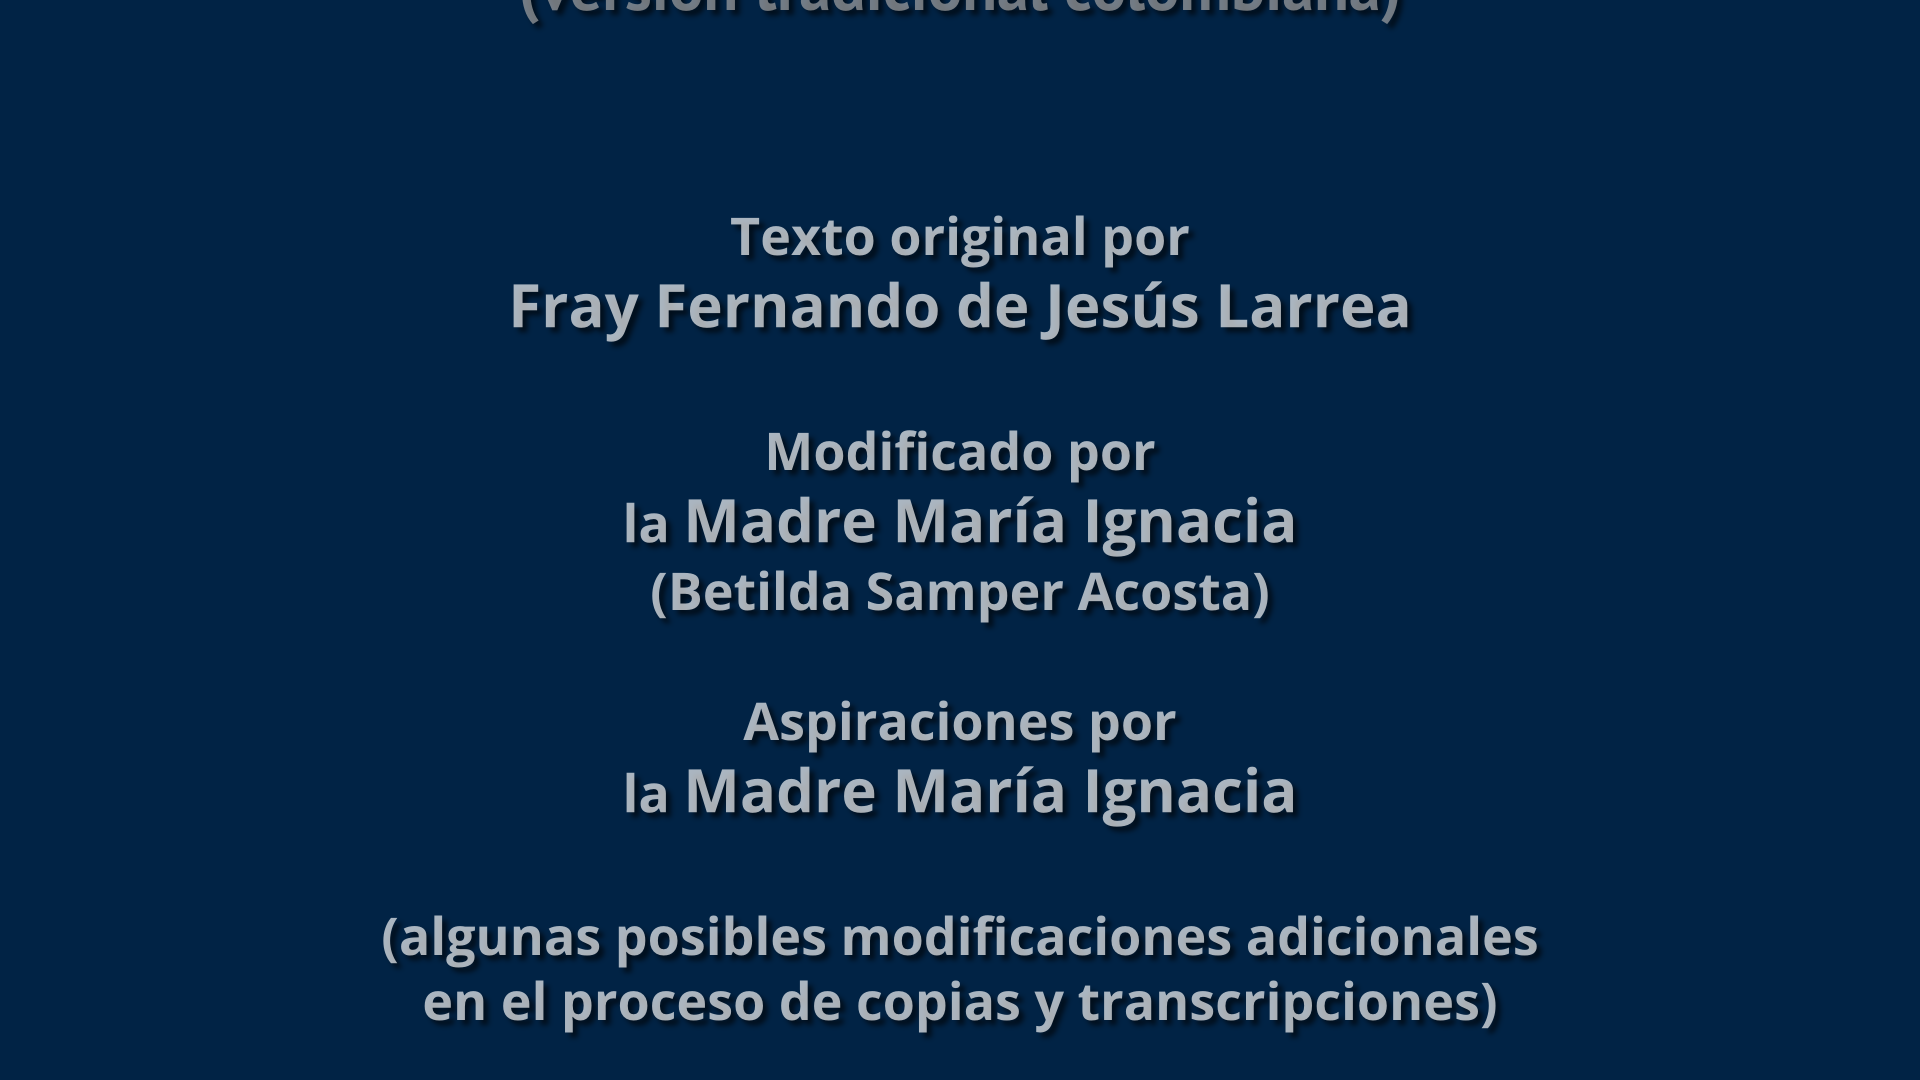 (versión tradicional colombiana)
Texto original por
Fray Fernando de Jesús Larrea
Modificado por
la Madre María Ignacia
(Betilda Samper Acosta)
Aspiraciones por
la Madre María Ignacia
(algunas posibles modificaciones adicionales
en el proceso de copias y transcripciones)